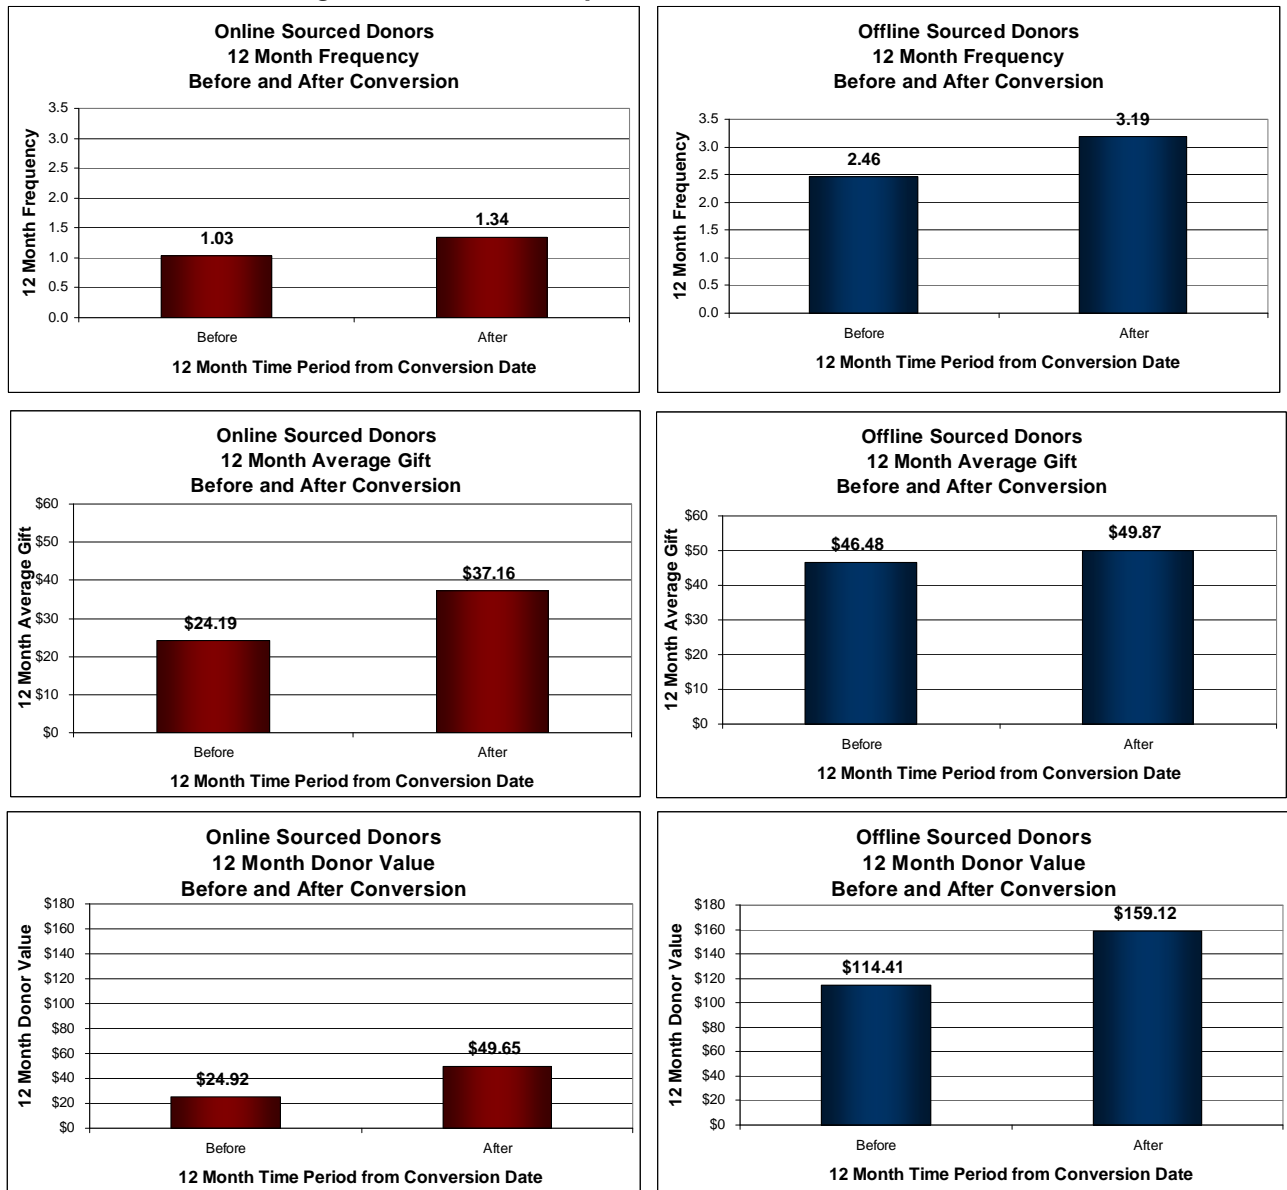 Online Sourced Donors
12 Month Frequency
Before and After Conversion
12 Month Frequency
3.5
3.0
2.5
2.0
1.5
1.0
0.5
0.0
1.03
1.34
Before
After
12 Month Time Period from Conversion Date
Offline Sourced Donors
12 Month Frequency
Before and After Conversion
12 Month Frequency
3.5
3.0
2.5
2.0
1.5
1.0
0.5
0.0
2.46
3.19
Before
After
12 Month Time Period from Conversion Date
Online Sourced Donors
12 Month Average Gift
Before and After Conversion
12 Month Average Gift
$60
$50
$40
$30
$20
$10
$0
$24.19
$37.16
Before
After
12 Month Time Period from Conversion Date
Offline Sourced Donors
12 Month Average Gift
Before and After Conversion
12 Month Average Gift
$60
$50
$40
$30
$20
$10
$0
$46.48
$49.87
Before
After
12 Month Time Period from Conversion Date
Online Sourced Donors
12 Month Donor Value
Before and After Conversion
12 Month Donor Value
$180
$160
$140
$120
$100
$80
$60
$40
$20
$0
$24.92
$49.65
Before
After
12 Month Time Period from Conversion Date
Offline Sourced Donors
12 Month Donor Value
Before and After Conversion
12 Month Donor Value
$180
$160
$140
$120
$100
$80
$60
$40
$20
$0
$114.41
$159.12
Before
After
12 Month Time Period from Conversion Date